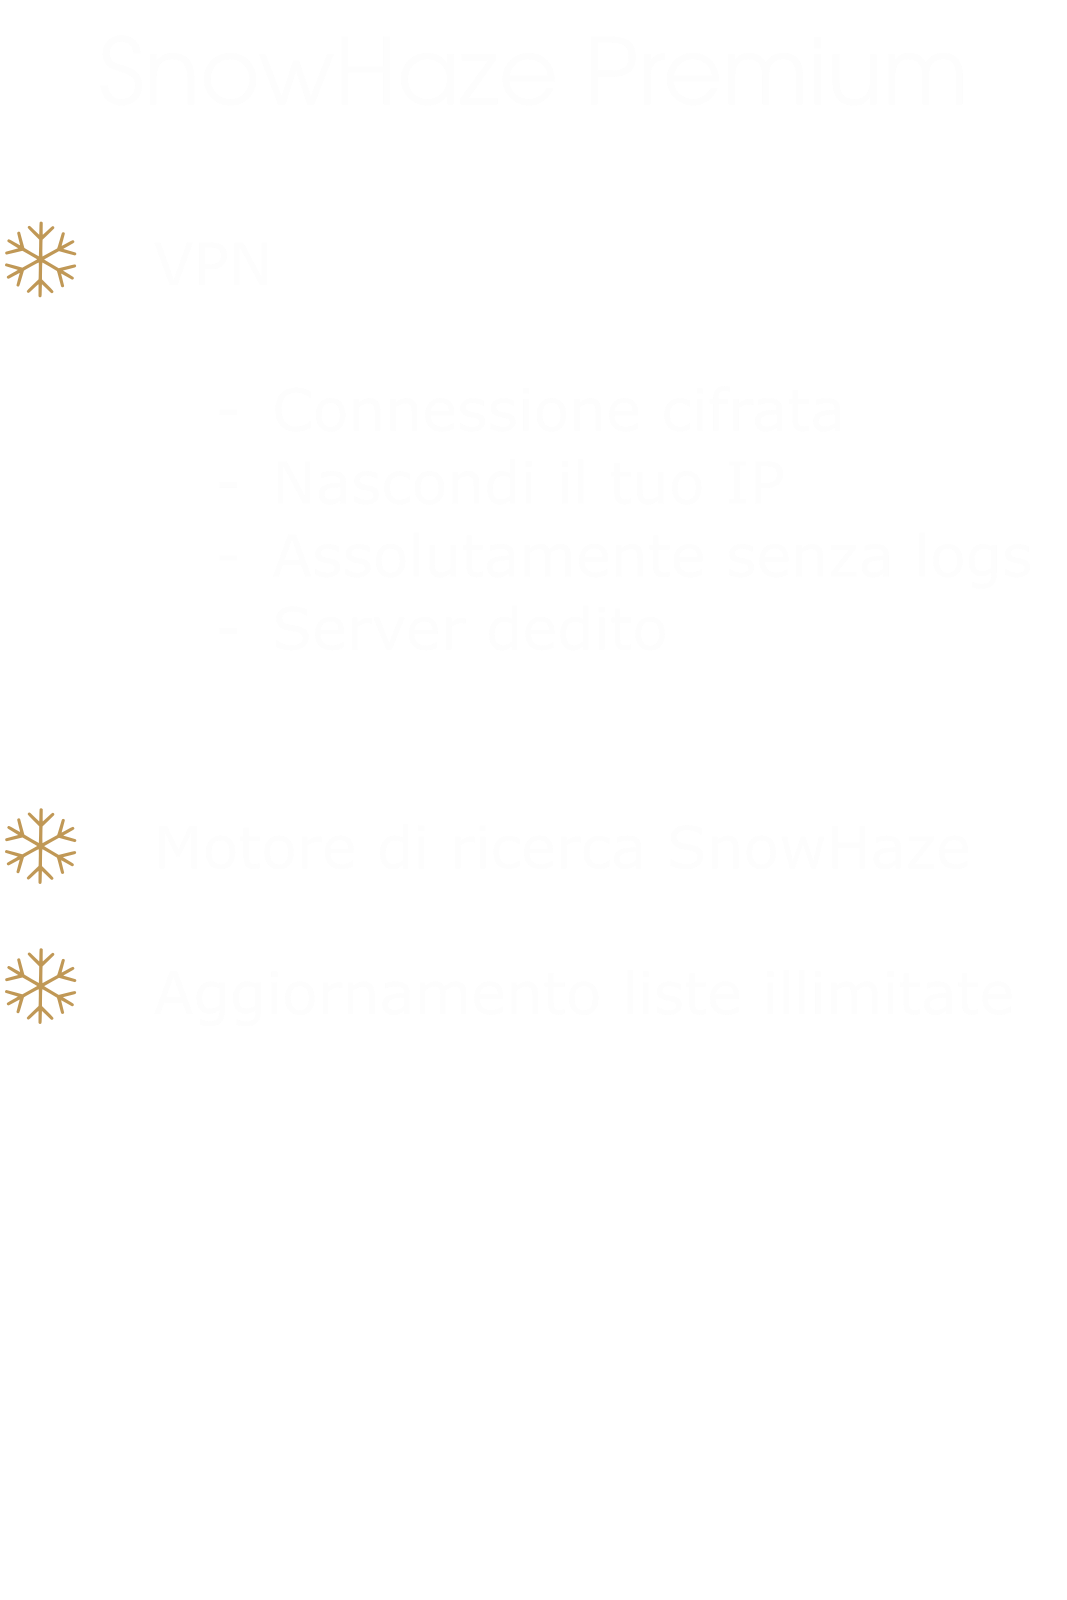 SnowHaze Premium
VPN
- Connessione cifrata
- Nascondi il tuo IP
- Assolutamente senza logs
- Server dedito
Motore di ricerca SnowHaze
Aggiornamento liste illimitate